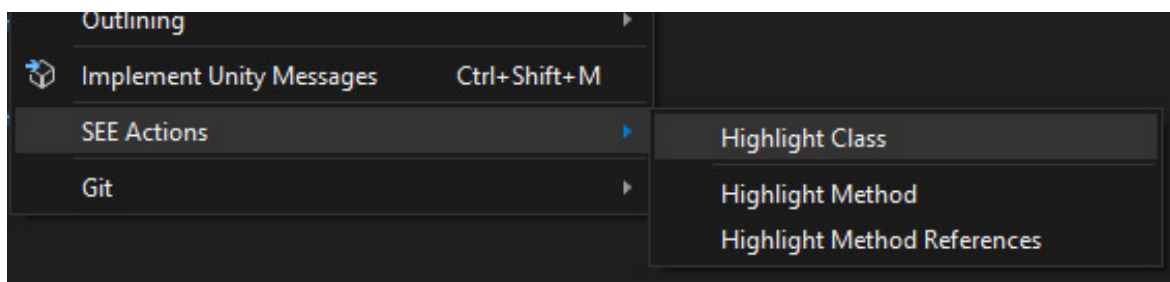 Outlining
Implement Unity Messages Ctrl+Shift+M
SEE Actions
Git
Highlight Class
Highlight Method
Highlight Method References